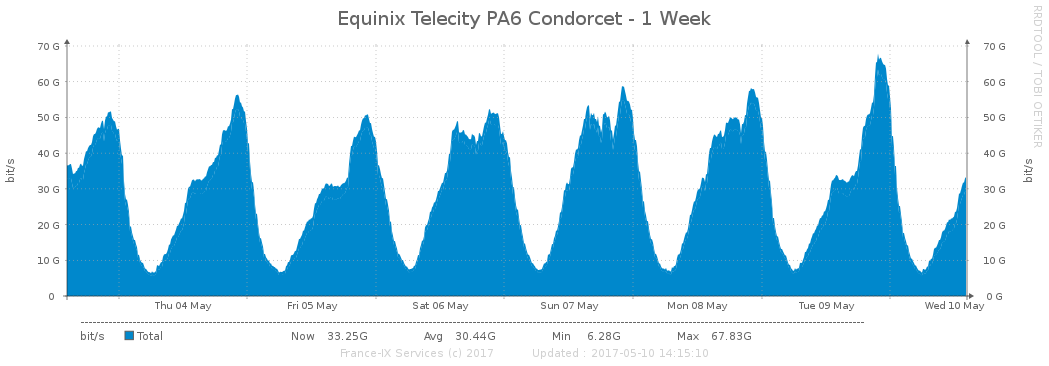 Equinix Telecity PA6 Condorcet - 1 Week
RRDTOOL / TOBI OETIKER
bit/s
70 G
60 G
50 G
40 G
30 G
20 G
10 G
0
70 G
60 G
50 G
40 G
30 G
20 G
10 G
0 G
bit/s
Thu 04 May Fri 05 May Sat 06 May Sun 07 May Mon 08 May Tue 09 May Wed 10 May
bit/s Total Now 33.25G Avg 30.44G Min 6.28G Max 67.83G
France-IX Services (c) 2017 Updated : 2017-05-10 14:15:10